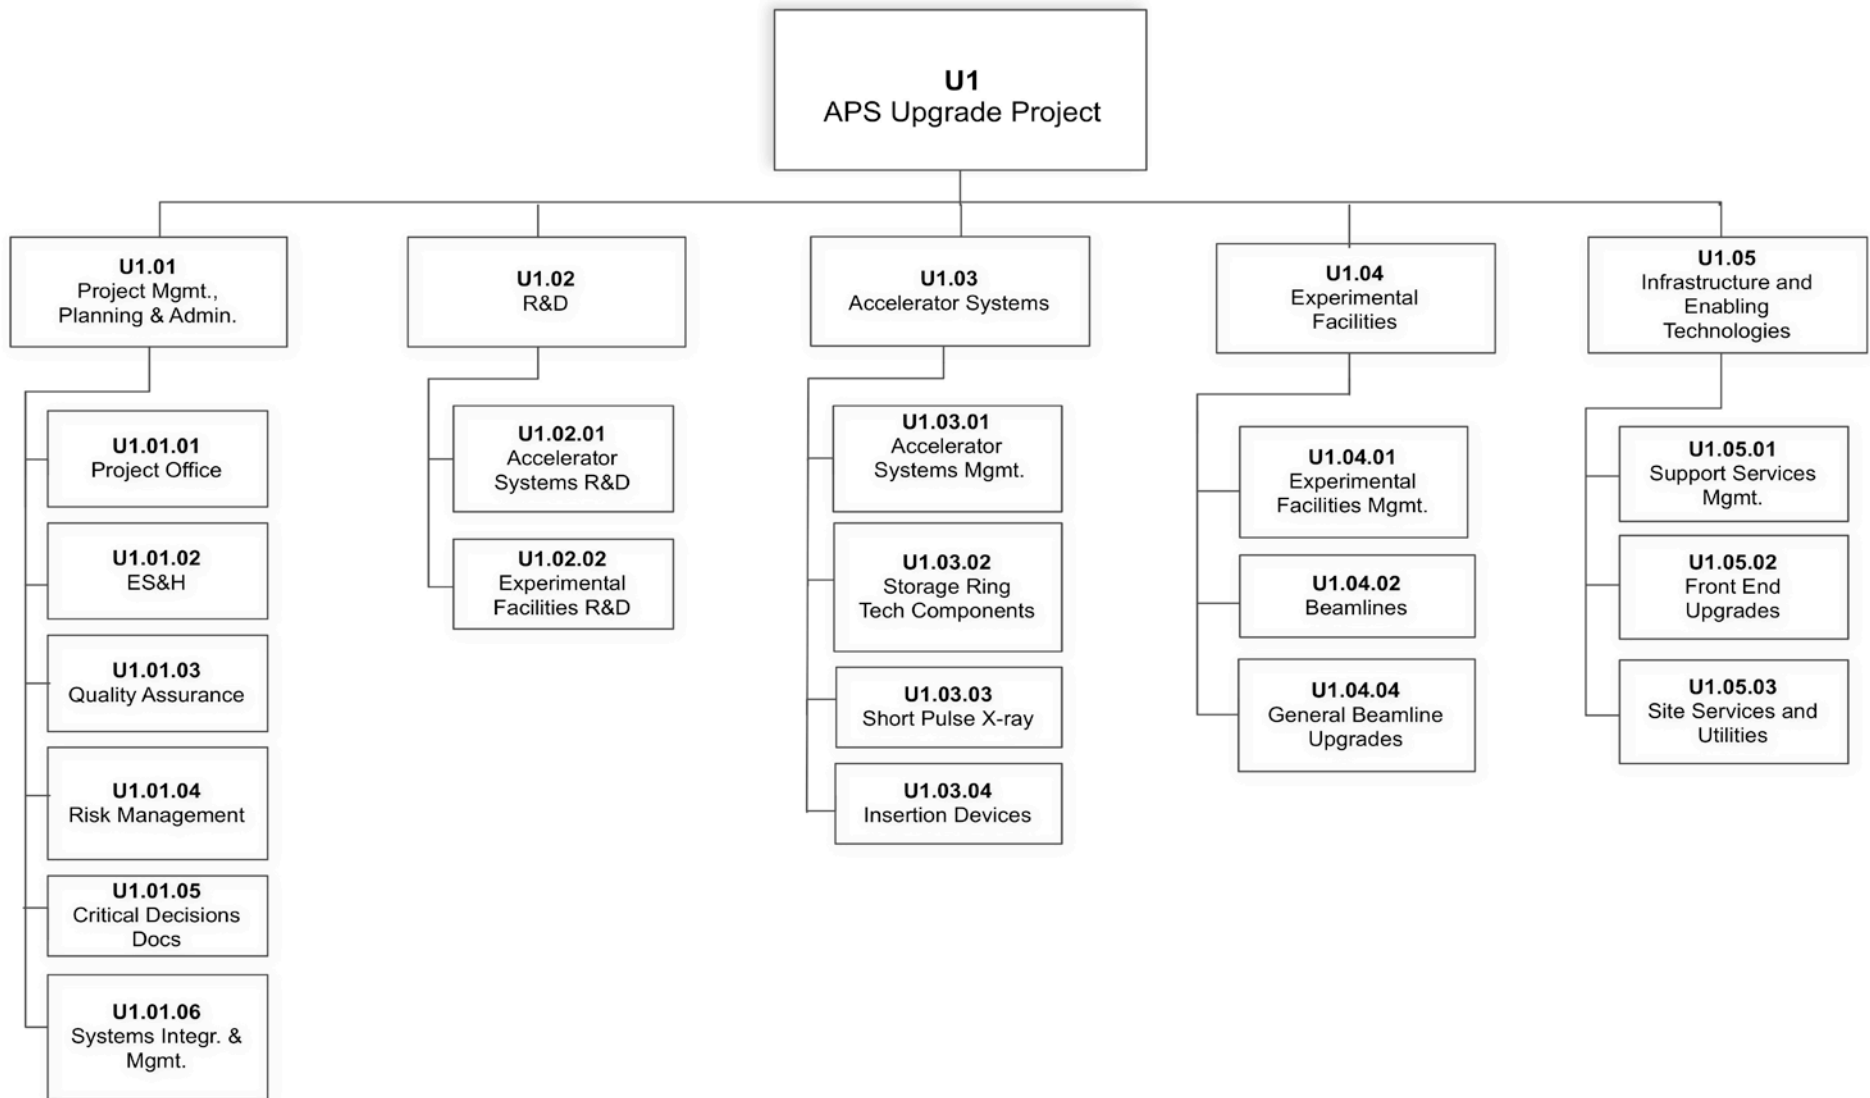 U1
APS Upgrade Project
U1.01
Project Mgmt.,
Planning & Admin.
U1.02
R&D
U1.03
Accelerator Systems
U1.04
Experimental
Facilities
U1.05
Infrastructure and
Enabling
Technologies
U1.01.01
Project Office
U1.01.02
ES&H
U1.01.03
Quality Assurance
U1.01.04
Risk Management
U1.01.05
Critical Decisions
Docs
U1.01.06
Systems Integr. &
Mgmt.
U1.02.01
Accelerator
Systems R&D
U1.02.02
Experimental
Facilities R&D
U1.03.01
Accelerator
Systems Mgmt.
U1.03.02
Storage Ring
Tech Components
U1.03.03
Short Pulse X-ray
U1.03.04
Insertion Devices
U1.04.01
Experimental
Facilities Mgmt.
U1.04.02
Beamlines
U1.04.04
General Beamline
Upgrades
U1.05.01
Support Services
Mgmt.
U1.05.02
Front End
Upgrades
U1.05.03
Site Services and
Utilities